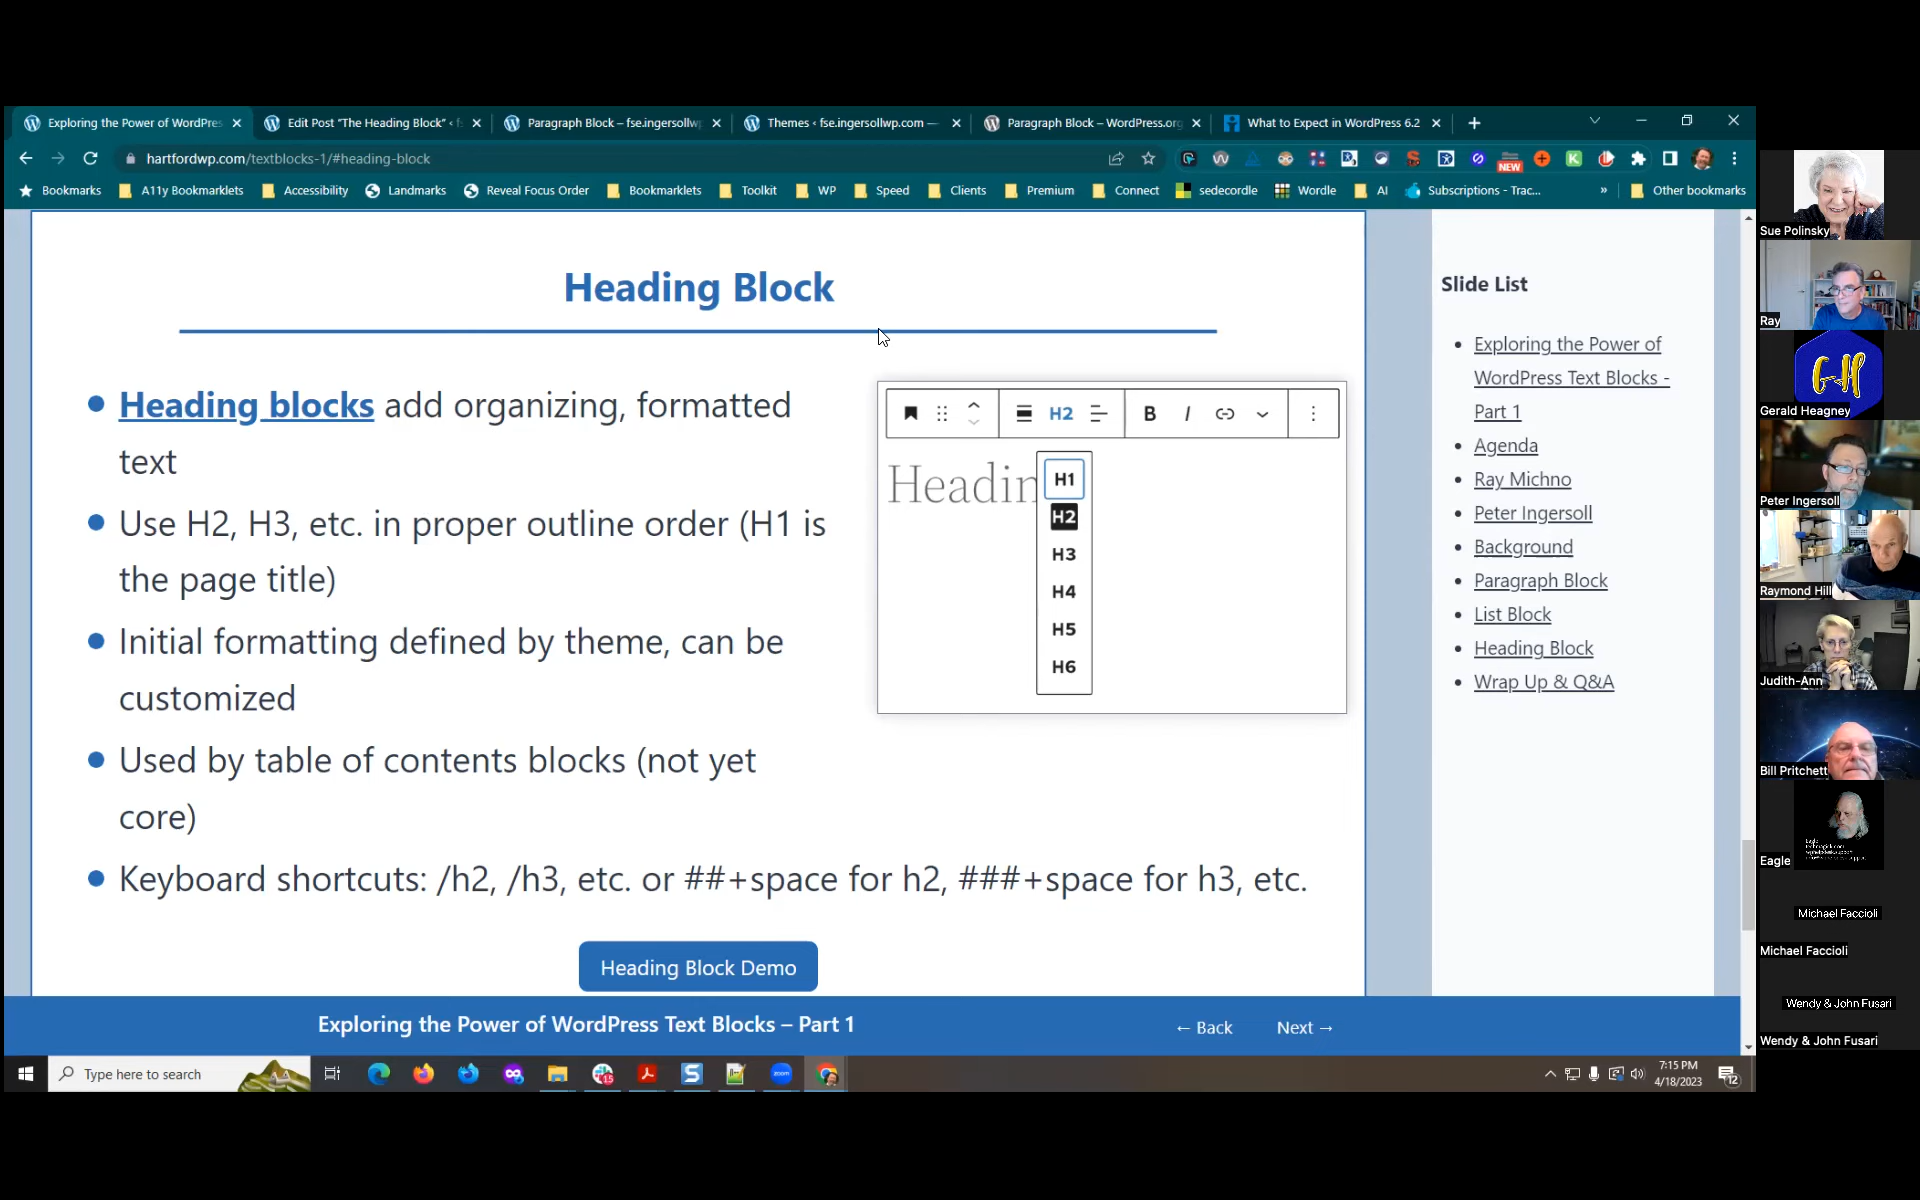 Exploring the Power of WordPres
Edit Post "The Heading Block" ‹ f
Paragraph Block – fse.ingersollw
Themes ‹ fse.ingersollwp.com —
Paragraph Block – WordPress.org
What to Expect in WordPress 6.2
hartfordwp.com/textblocks-1/#heading-block
NEW
Bookmarks
A11y Bookmarklets
Accessibility
Landmarks
Reveal Focus Order
Bookmarklets
Toolkit
WP
Speed
Clients
Premium
Connect
sedecordle
Wordle
AI
Subscriptions - Trac...
»
Other bookmarks
Heading Block
Heading blocks add organizing, formatted
text
Use H2, H3, etc. in proper outline order (H1 is
the page title)
Initial formatting defined by theme, can be
customized
Used by table of contents blocks (not yet
core)
Keyboard shortcuts: /h2, /h3, etc. or ##+space for h2, ###+space for h3, etc.
H2 B I
Headin
H1
H2
H3
H4
H5
H6
Heading Block Demo
Slide List
Exploring the Power of
WordPress Text Blocks -
Part 1
Agenda
Ray Michno
Peter Ingersoll
Background
Paragraph Block
List Block
Heading Block
Wrap Up & Q&A
Exploring the Power of WordPress Text Blocks – Part 1
← Back
Next →
Type here to search
zoom
15
7:15 PM
4/18/2023
12
Sue Polinsky
Ray
GH
Gerald Heagney
Peter Ingersoll
Raymond Hill
Judith-Ann
Bill Pritchett
Eagle
Michael Faccioli
Michael Faccioli
Wendy & John Fusari
Wendy & John Fusari